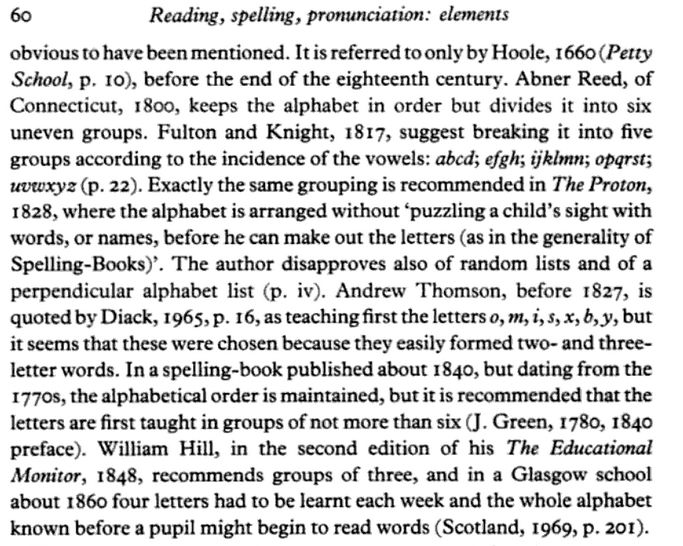 60 Reading, spelling, pronunciation: elements
obvious to have been mentioned. It is referred to only by Hoole, 1660 (Petty
School, p. 10), before the end of the eighteenth century. Abner Reed, of
Connecticut, 1800, keeps the alphabet in order but divides it into six
uneven groups. Fulton and Knight, 1817, suggest breaking it into five
groups according to the incidence of the vowels: abcd; efgh; ijklmn; opqrst;
uvwxyz (p. 22). Exactly the same grouping is recommended in The Proton,
1828, where the alphabet is arranged without ‘puzzling a child’s sight with
words, or names, before he can make out the letters (as in the generality of
Spelling-Books)’. The author disapproves also of random lists and of a
perpendicular alphabet list (p. iv). Andrew Thomson, before 1827, is
quoted by Diack, 1965, p. 16, as teaching first the letters o, m, i, s, x, b, y, but
it seems that these were chosen because they easily formed two- and three-
letter words. In a spelling-book published about 1840, but dating from the
1770s, the alphabetical order is maintained, but it is recommended that the
letters are first taught in groups of not more than six (J. Green, 1780, 1840
preface). William Hill, in the second edition of his The Educational
Monitor, 1848, recommends groups of three, and in a Glasgow school
about 1860 four letters had to be learnt each week and the whole alphabet
known before a pupil might begin to read words (Scotland, 1969, p. 201).